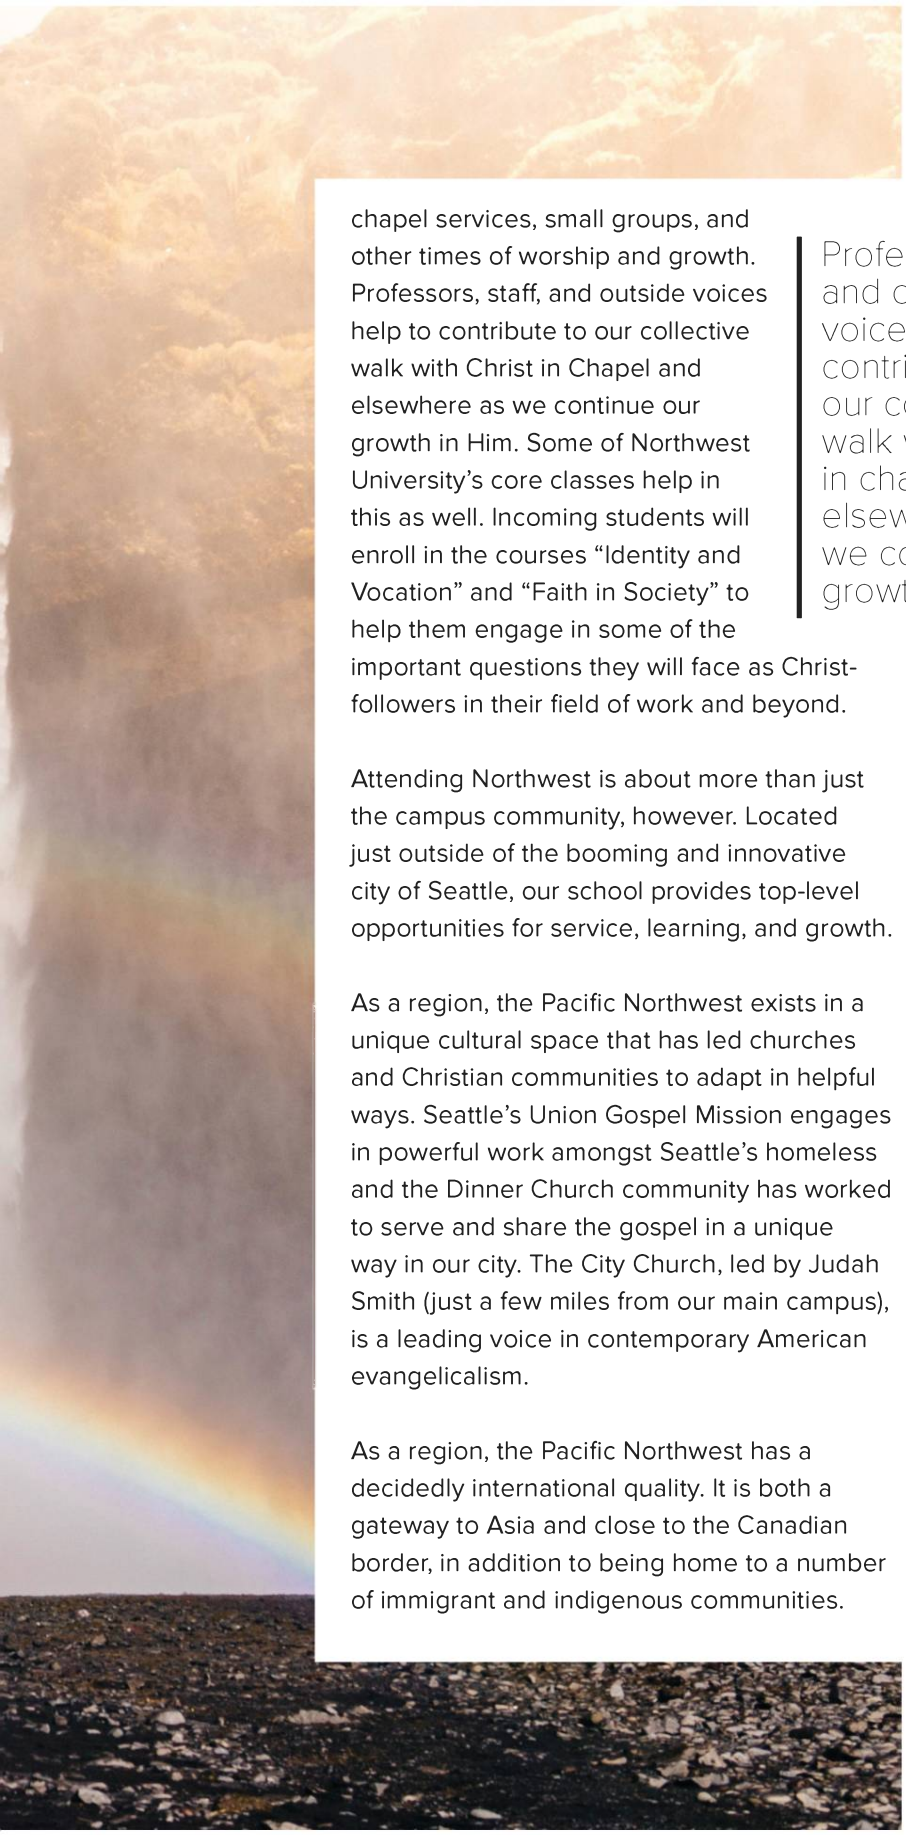 chapel services, small groups, and
other times of worship and growth.
Professors, staff, and outside voices
help to contribute to our collective
walk with Christ in Chapel and
elsewhere as we continue our
growth in Him. Some of Northwest
University’s core classes help in
this as well. Incoming students will
enroll in the courses “Identity and
Vocation” and “Faith in Society” to
help them engage in some of the
important questions they will face as Christ-
followers in their field of work and beyond.
Attending Northwest is about more than just
the campus community, however. Located
just outside of the booming and innovative
city of Seattle, our school provides top-level
opportunities for service, learning, and growth.
As a region, the Pacific Northwest exists in a
unique cultural space that has led churches
and Christian communities to adapt in helpful
ways. Seattle’s Union Gospel Mission engages
in powerful work amongst Seattle’s homeless
and the Dinner Church community has worked
to serve and share the gospel in a unique
way in our city. The City Church, led by Judah
Smith (just a few miles from our main campus),
is a leading voice in contemporary American
evangelicalism.
As a region, the Pacific Northwest has a
decidedly international quality. It is both a
gateway to Asia and close to the Canadian
border, in addition to being home to a number
of immigrant and indigenous communities.
and
our
walk
in
we